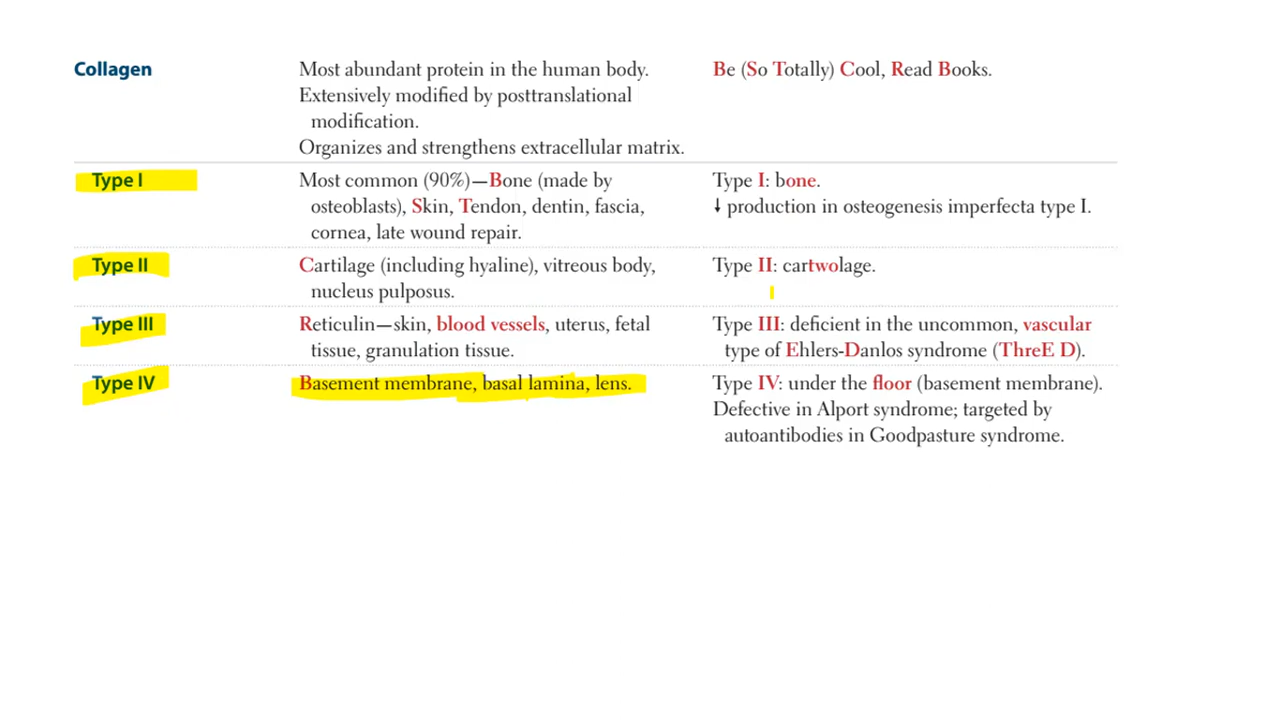 Collagen
Most abundant protein in the human body.
Extensively modified by posttranslational
modification.
Organizes and strengthens extracellular matrix.
Be (So Totally) Cool, Read Books.
Type I
Most common (90%)—Bone (made by
osteoblasts), Skin, Tendon, dentin, fascia,
cornea, late wound repair.
Type I: bone.
↓ production in osteogenesis imperfecta type I.
Type II
Cartilage (including hyaline), vitreous body,
nucleus pulposus.
Type II: cartwolage.
Type III
Reticulin—skin, blood vessels, uterus, fetal
tissue, granulation tissue.
Type III: deficient in the uncommon, vascular
type of Ehlers-Danlos syndrome (ThreE D).
Type IV
Basement membrane, basal lamina, lens.
Type IV: under the floor (basement membrane).
Defective in Alport syndrome; targeted by
autoantibodies in Goodpasture syndrome.